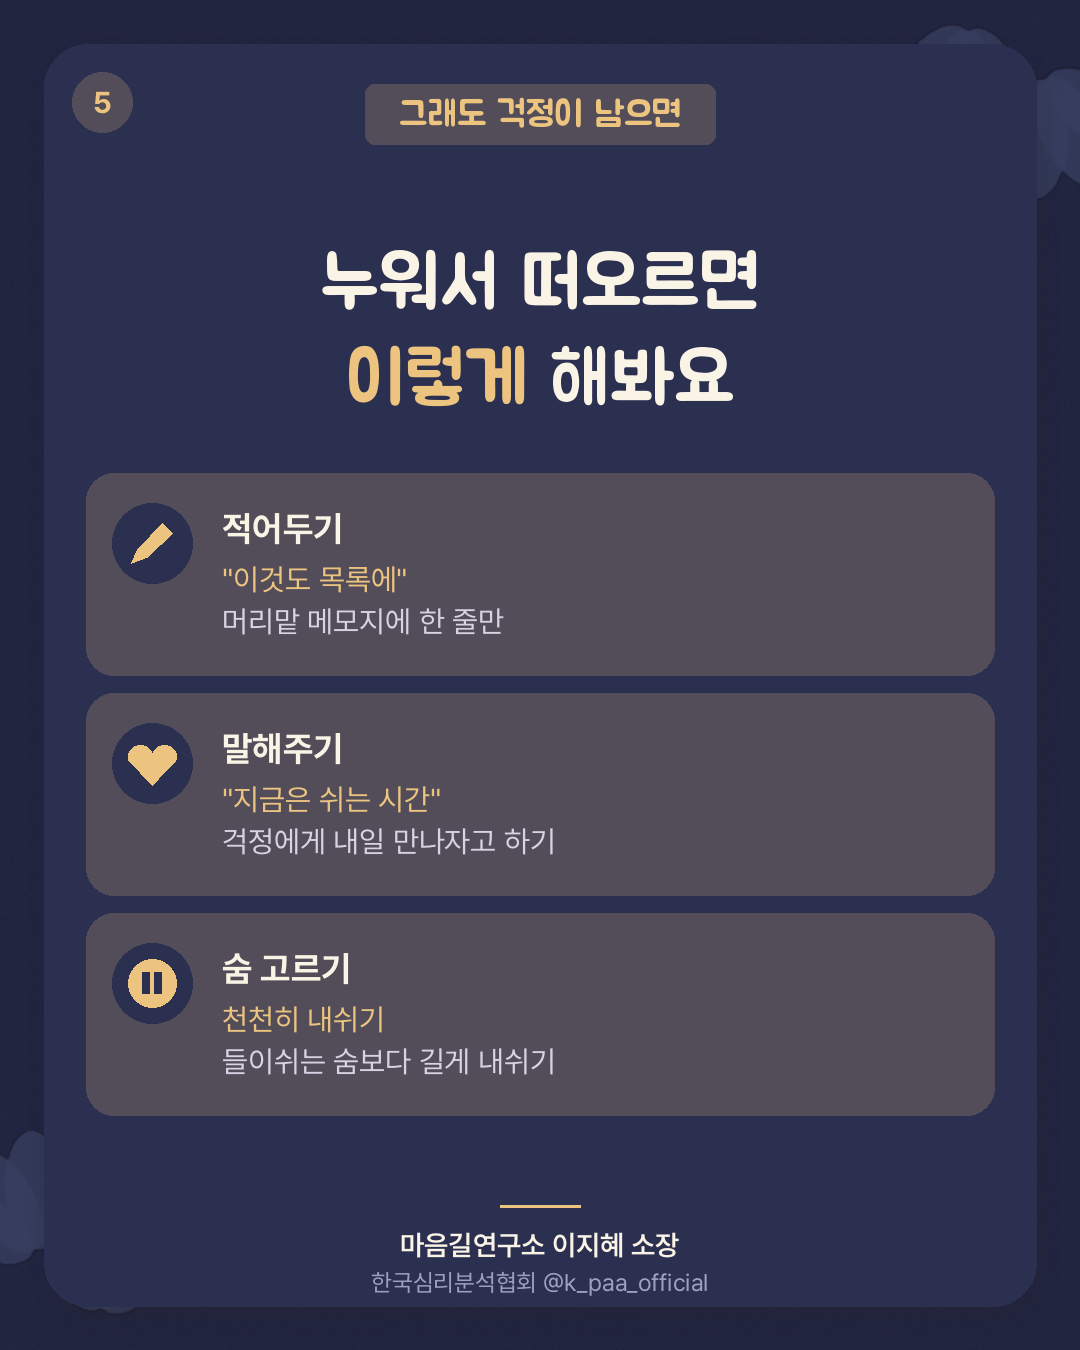 5
그래도 걱정이 남으면
누워서 떠오르면
이렇게 해봐요
적어두기
"이것도 목록에"
머리맡 메모지에 한 줄만
말해주기
"지금은 쉬는 시간"
걱정에게 내일 만나자고 하기
숨 고르기
천천히 내쉬기
들이쉬는 숨보다 길게 내쉬기
마음길연구소 이지혜 소장
한국심리분석협회 @k_paa_official